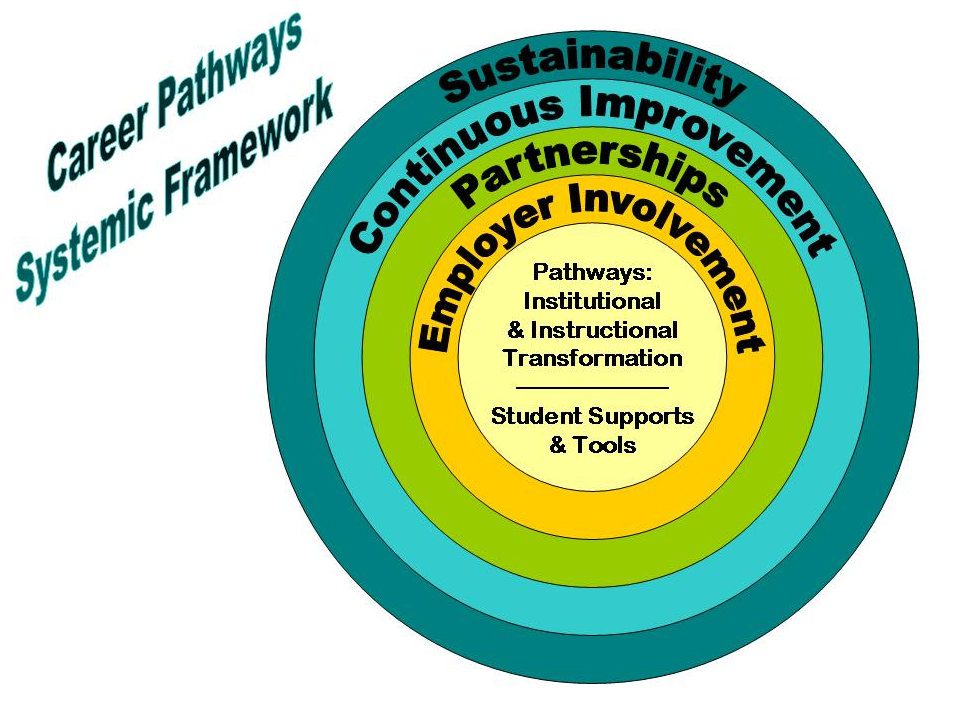 Career Pathways
Systemic Framework
Sustainability
Continuous Improvement
Partnerships
Employer Involvement
Pathways:
Institutional
& Instructional
Transformation
Student Supports
& Tools